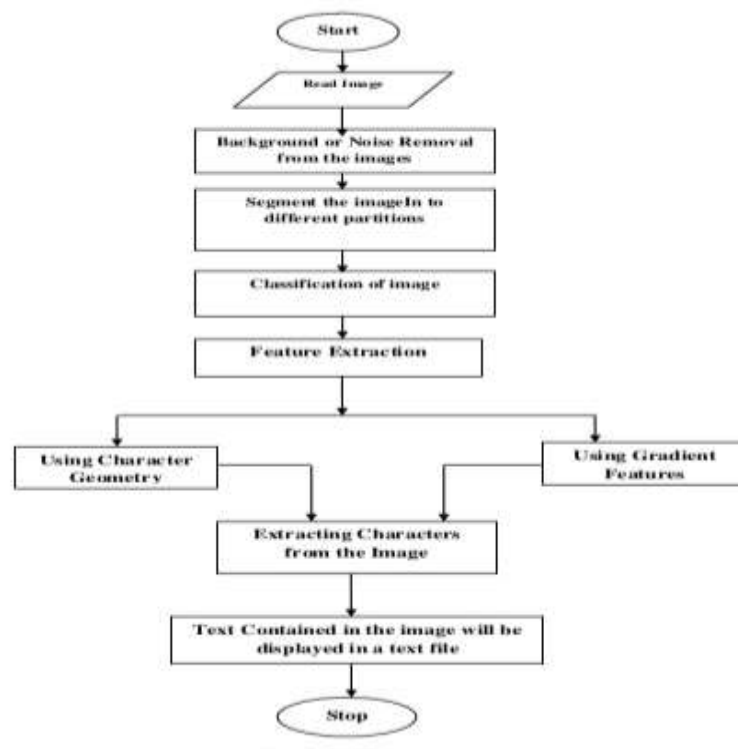 Start
Read Image
Background or Noise Removal
from the images
Segment the imageIn to
different partitions
Classification of image
Feature Extraction
Using Character
Geometry
Using Gradient
Features
Extracting Characters
from the Image
Text Contained in the image will be
displayed in a text file
Stop